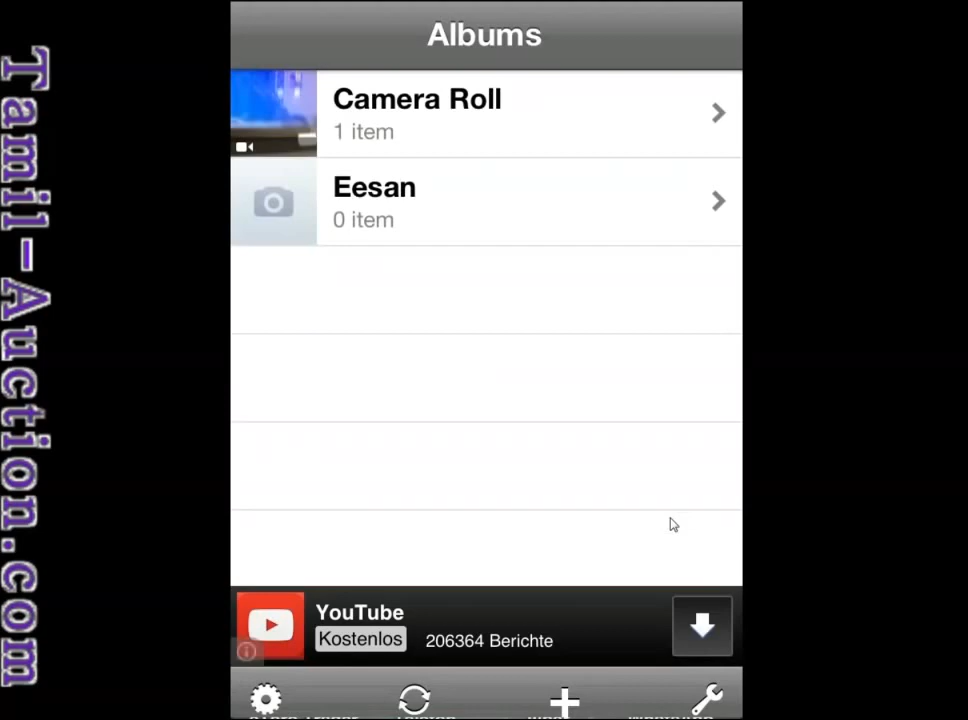 Tamil-Auction.com
Albums
Camera Roll
1 item
Eesan
0 item
YouTube
Kostenlos
206364 Berichte